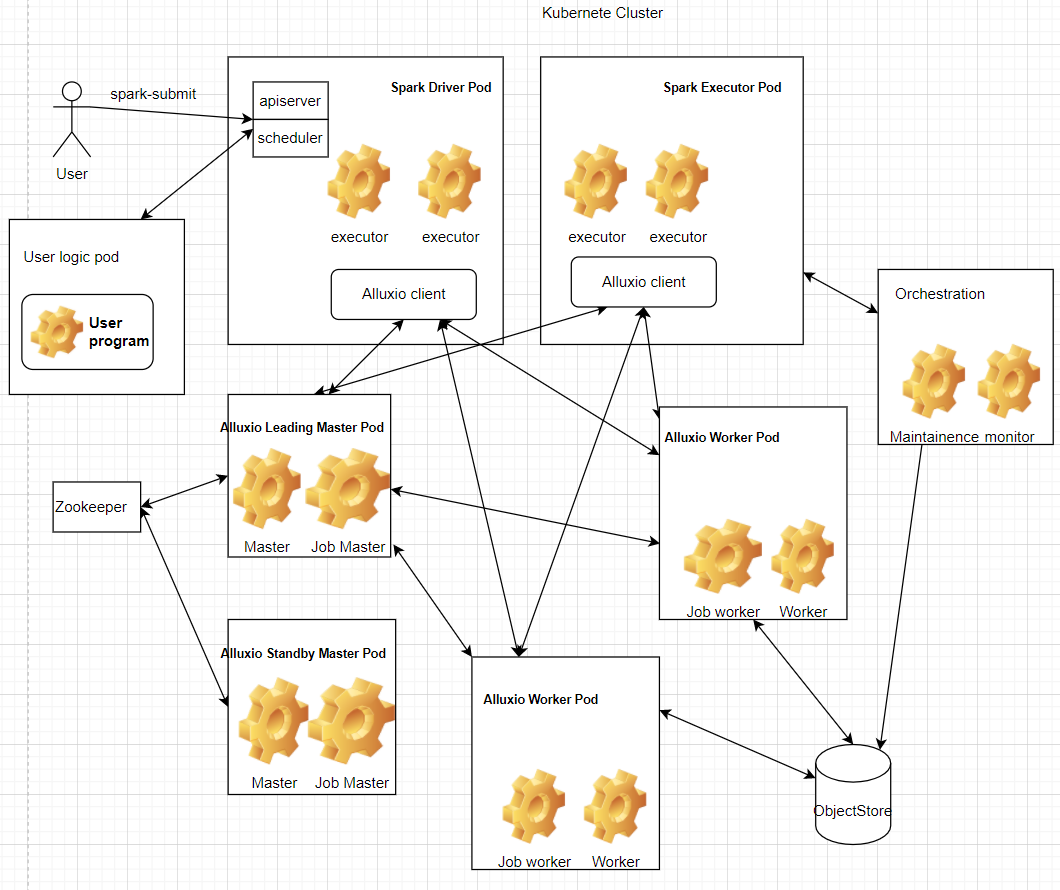 Kubernete Cluster
Spark Driver Pod
Spark Executor Pod
spark-submit
apiserver
scheduler
User
executor
executor
executor
executor
User logic pod
Alluxio client
Alluxio client
Orchestration
User
program
Maintainence monitor
Alluxio Leading Master Pod
Alluxio Worker Pod
Zookeeper
Master
Job Master
Job worker
Worker
Alluxio Standby Master Pod
Alluxio Worker Pod
Master
Job Master
ObjectStore
Job worker
Worker